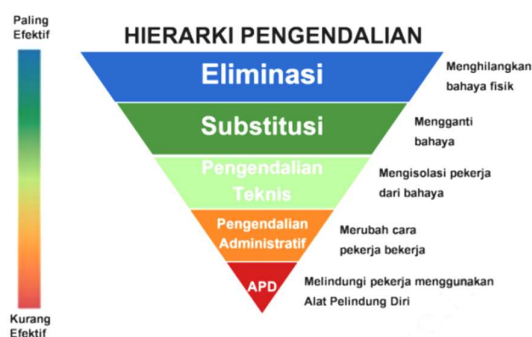 Paling
Efektif
HIERARKI PENGENDALIAN
Eliminasi
Menghilangkan
bahaya fisik
Substitusi
Mengganti
bahaya
Pengendalian
Teknis
Mengisolasi pekerja
dari bahaya
Pengendalian
Administratif
Merubah cara
pekerja bekerja
APD
Melindungi pekerja menggunakan
Alat Pelindung Diri
Kurang
Efektif